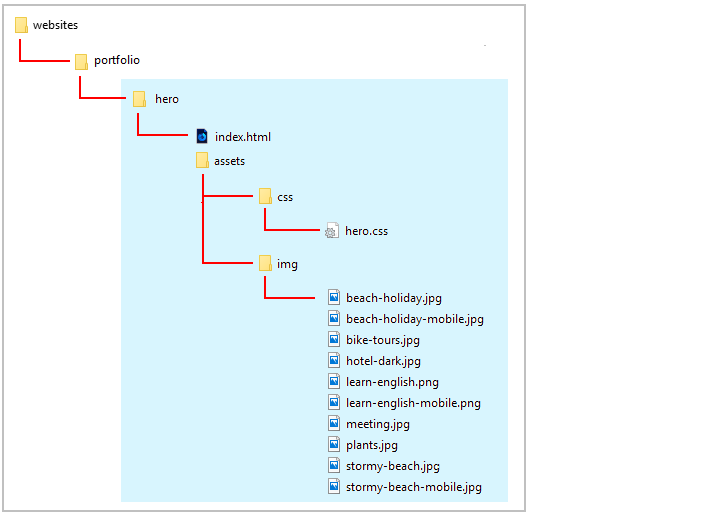 websites
portfolio
hero
index.html
assets
css
hero.css
img
beach-holiday.jpg
beach-holiday-mobile.jpg
bike-tours.jpg
hotel-dark.jpg
learn-english.png
learn-english-mobile.png
meeting.jpg
plants.jpg
stormy-beach.jpg
stormy-beach-mobile.jpg